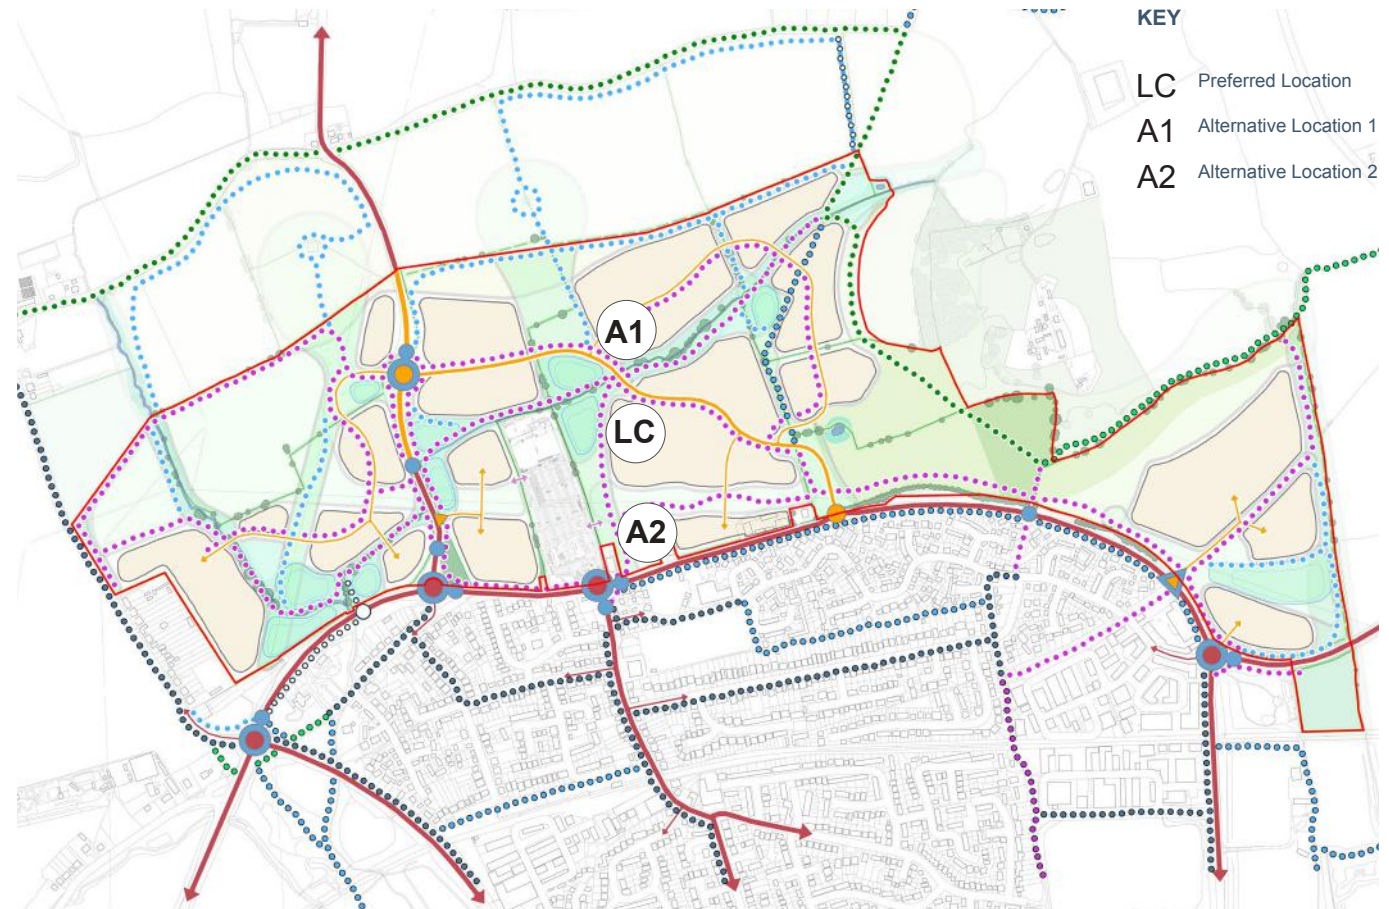 KEY
LC Preferred Location
A1 Alternative Location 1
A2 Alternative Location 2
A1
LC
A2